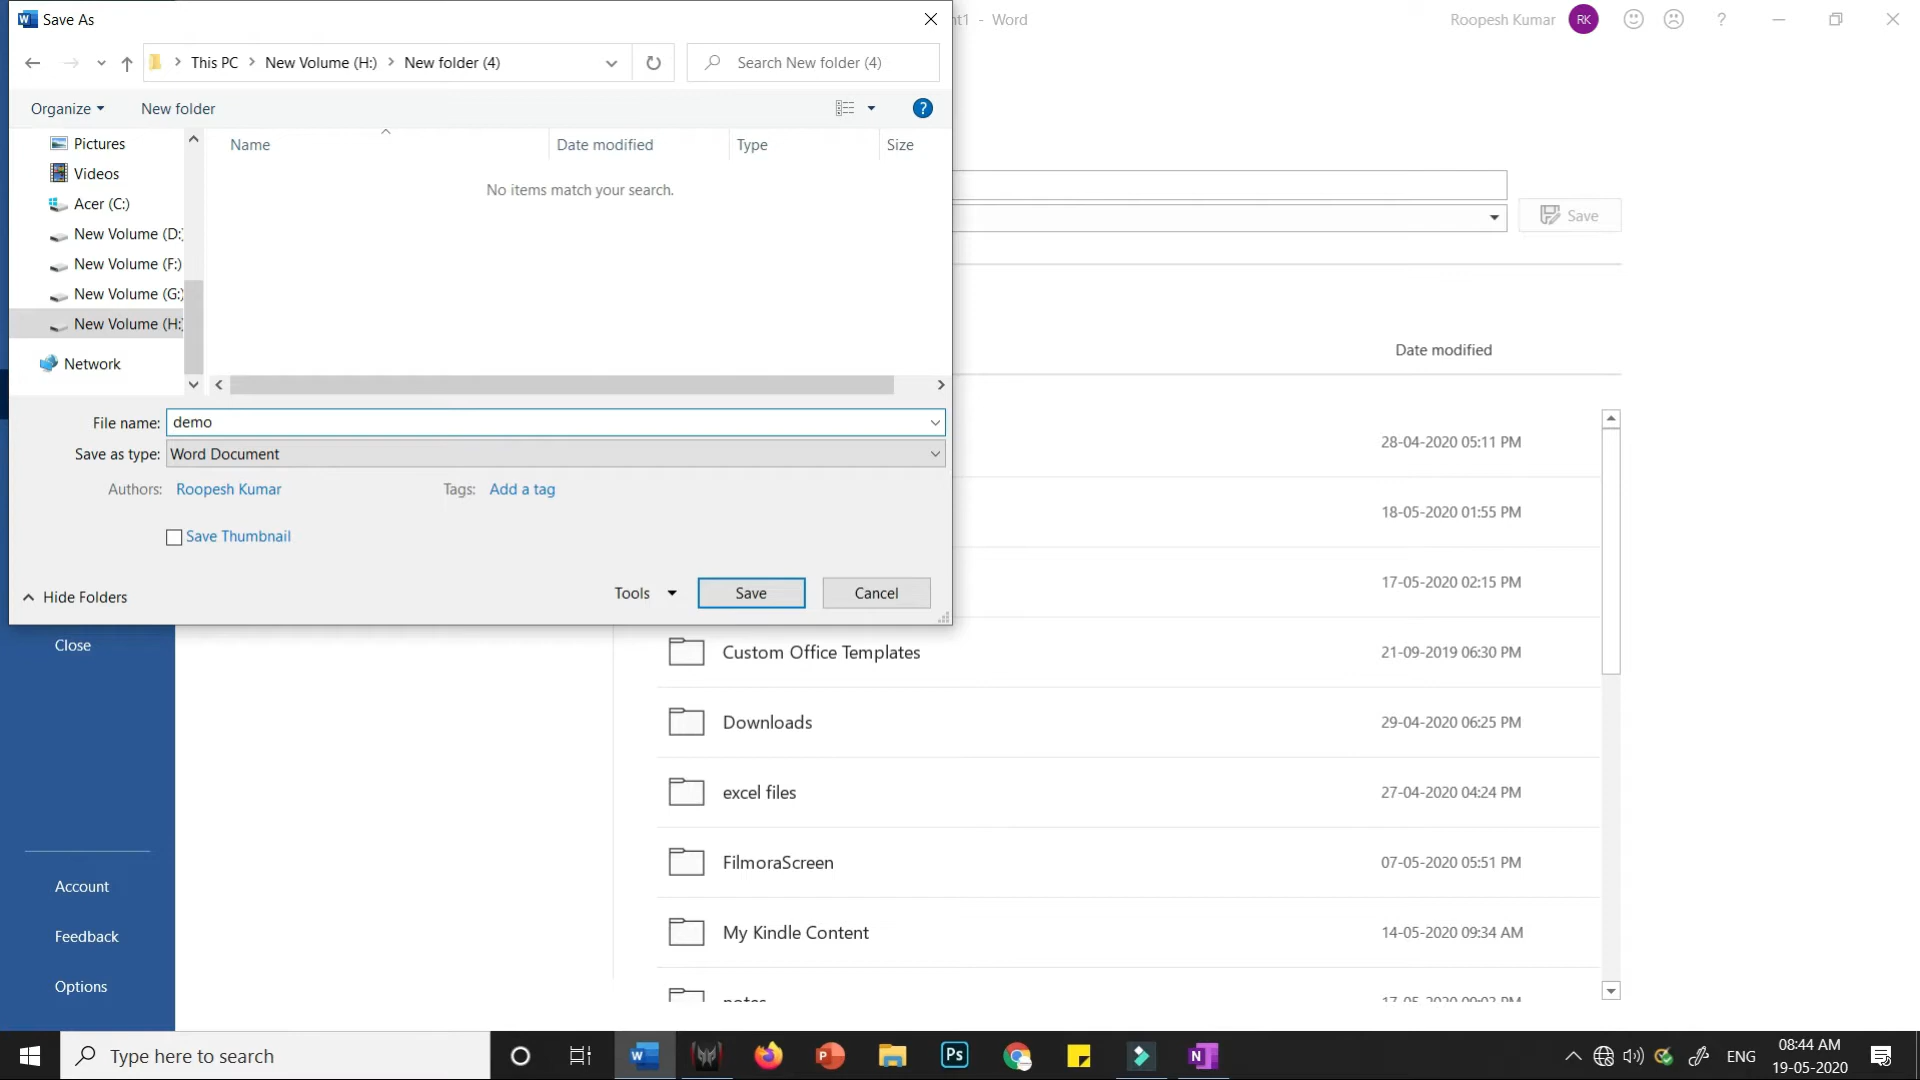 Save As
nt1 - Word
Roopesh Kumar
RK
?
This PC > New Volume (H:) > New folder (4)
Search New folder (4)
Organize
New folder
?
Pictures
Videos
Acer (C:)
New Volume (D:
New Volume (F:)
New Volume (G:)
New Volume (H:)
Network
Name
Date modified
Type
Size
No items match your search.
Save
Date modified
File name: demo
Save as type: Word Document
Authors: Roopesh Kumar
Tags: Add a tag
Save Thumbnail
Hide Folders
Tools
Save
Cancel
28-04-2020 05:11 PM
18-05-2020 01:55 PM
17-05-2020 02:15 PM
Close
Account
Feedback
Options
Custom Office Templates 21-09-2019 06:30 PM
Downloads 29-04-2020 06:25 PM
excel files 27-04-2020 04:24 PM
FilmoraScreen 07-05-2020 05:51 PM
My Kindle Content 14-05-2020 09:34 AM
Type here to search
W
P
Ps
N
ENG
08:44 AM
19-05-2020